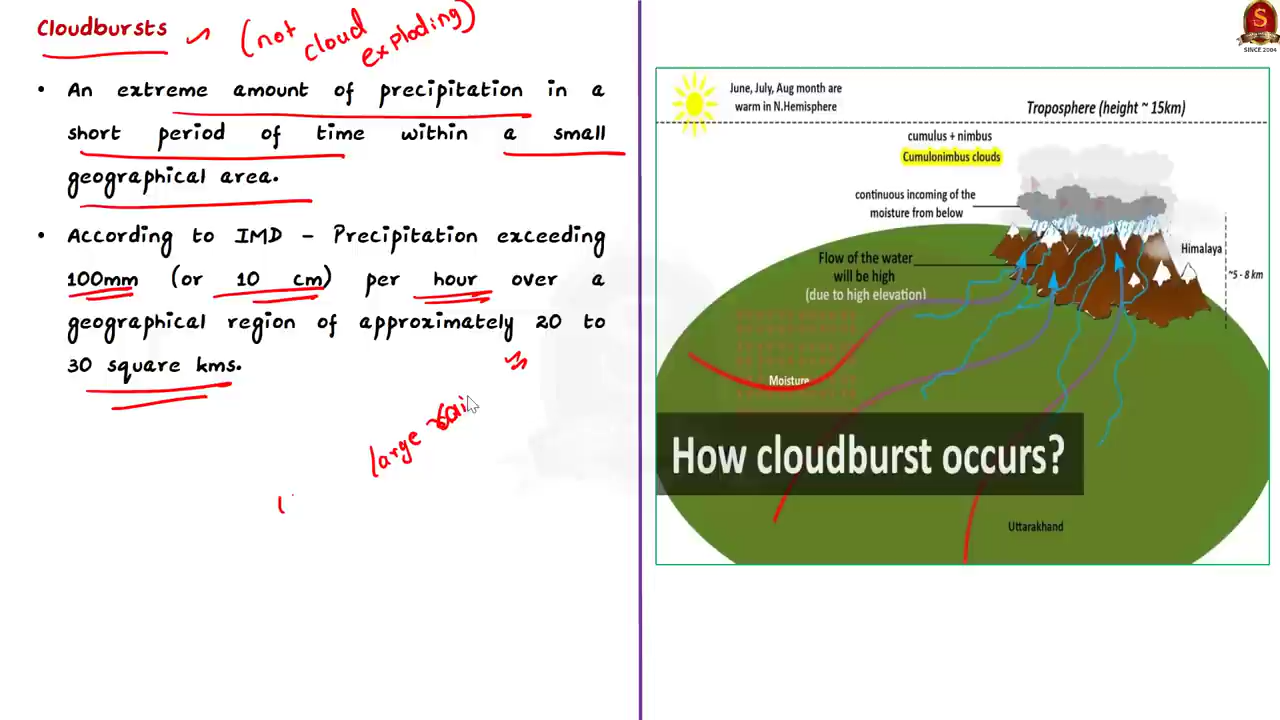 Cloudbursts (not cloud exploding)
• An extreme amount of precipitation in a
short period of time within a small
geographical area.
• According to IMD - Precipitation exceeding
100mm (or 10 cm) per hour over a
geographical region of approximately 20 to
30 square kms.
large
S
SINCE 2004
June, July, Aug month are
warm in N.Hemisphere
Troposphere (height ~ 15km)
cumulus + nimbus
Cumulonimbus clouds
continuous incoming of the
moisture from below
Himalaya
~5 - 8 km
Flow of the water
will be high
(due to high elevation)
Moisture
How cloudburst occurs?
Uttarakhand